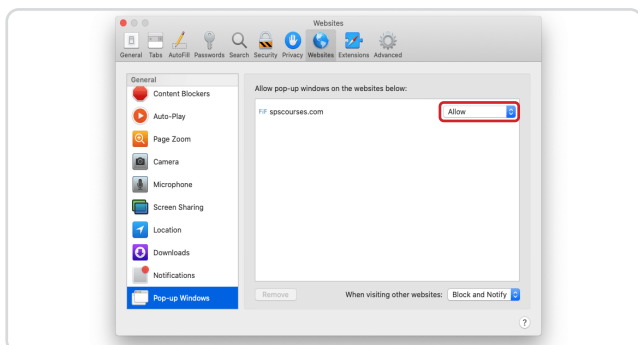 Websites
General Tabs AutoFill Passwords Search Security Privacy Websites Extensions Advanced
General
Content Blockers
Auto-Play
Page Zoom
Camera
Microphone
Screen Sharing
Location
Downloads
Notifications
Pop-up Windows
Allow pop-up windows on the websites below:
spscourses.com Allow
Remove When visiting other websites: Block and Notify
?